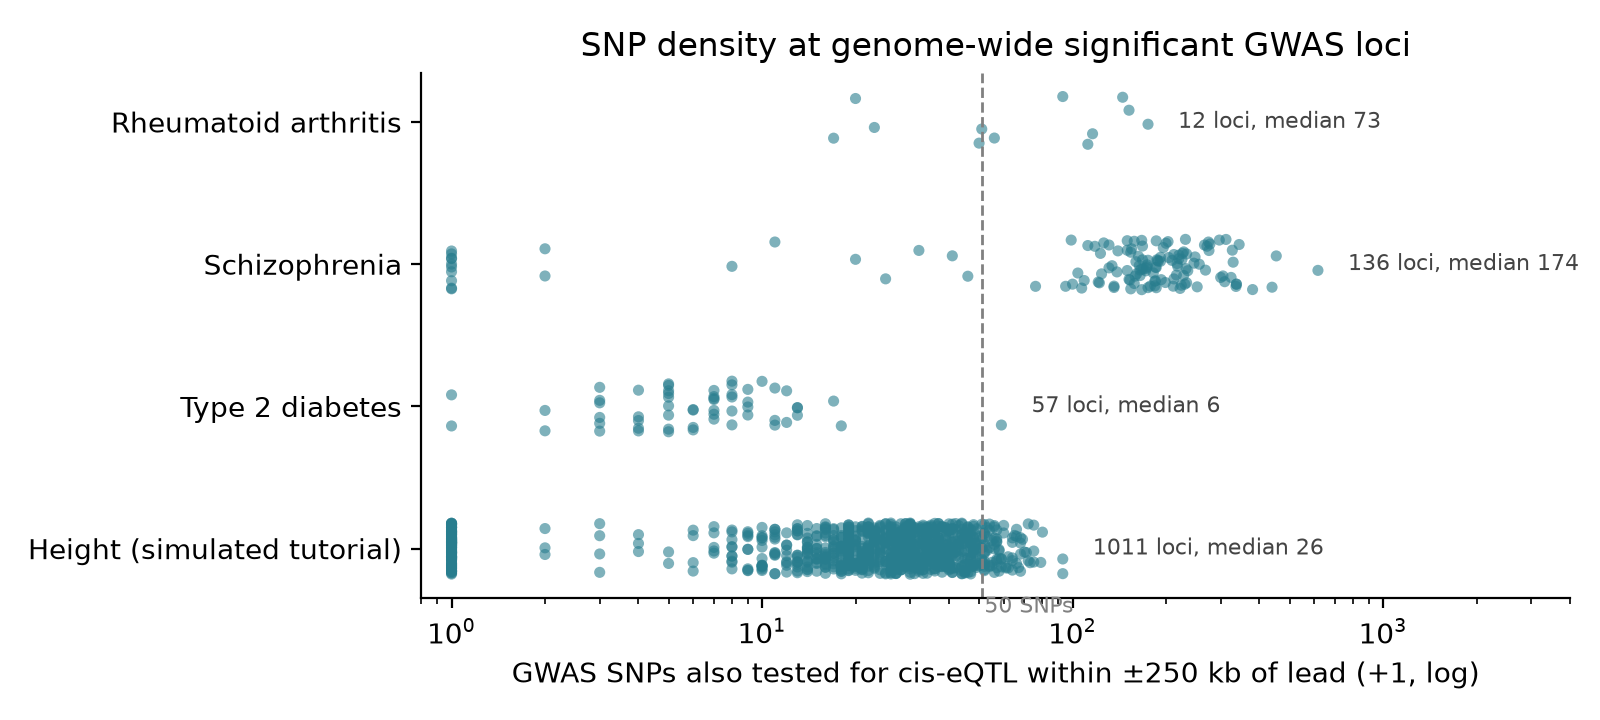 SNP density at genome-wide significant GWAS loci
Rheumatoid arthritis
12 loci, median 73
Schizophrenia
136 loci, median 174
Type 2 diabetes
57 loci, median 6
Height (simulated tutorial)
1011 loci, median 26
50 SNPs
10⁰
10¹
10²
10³
GWAS SNPs also tested for cis-eQTL within ±250 kb of lead (+1, log)